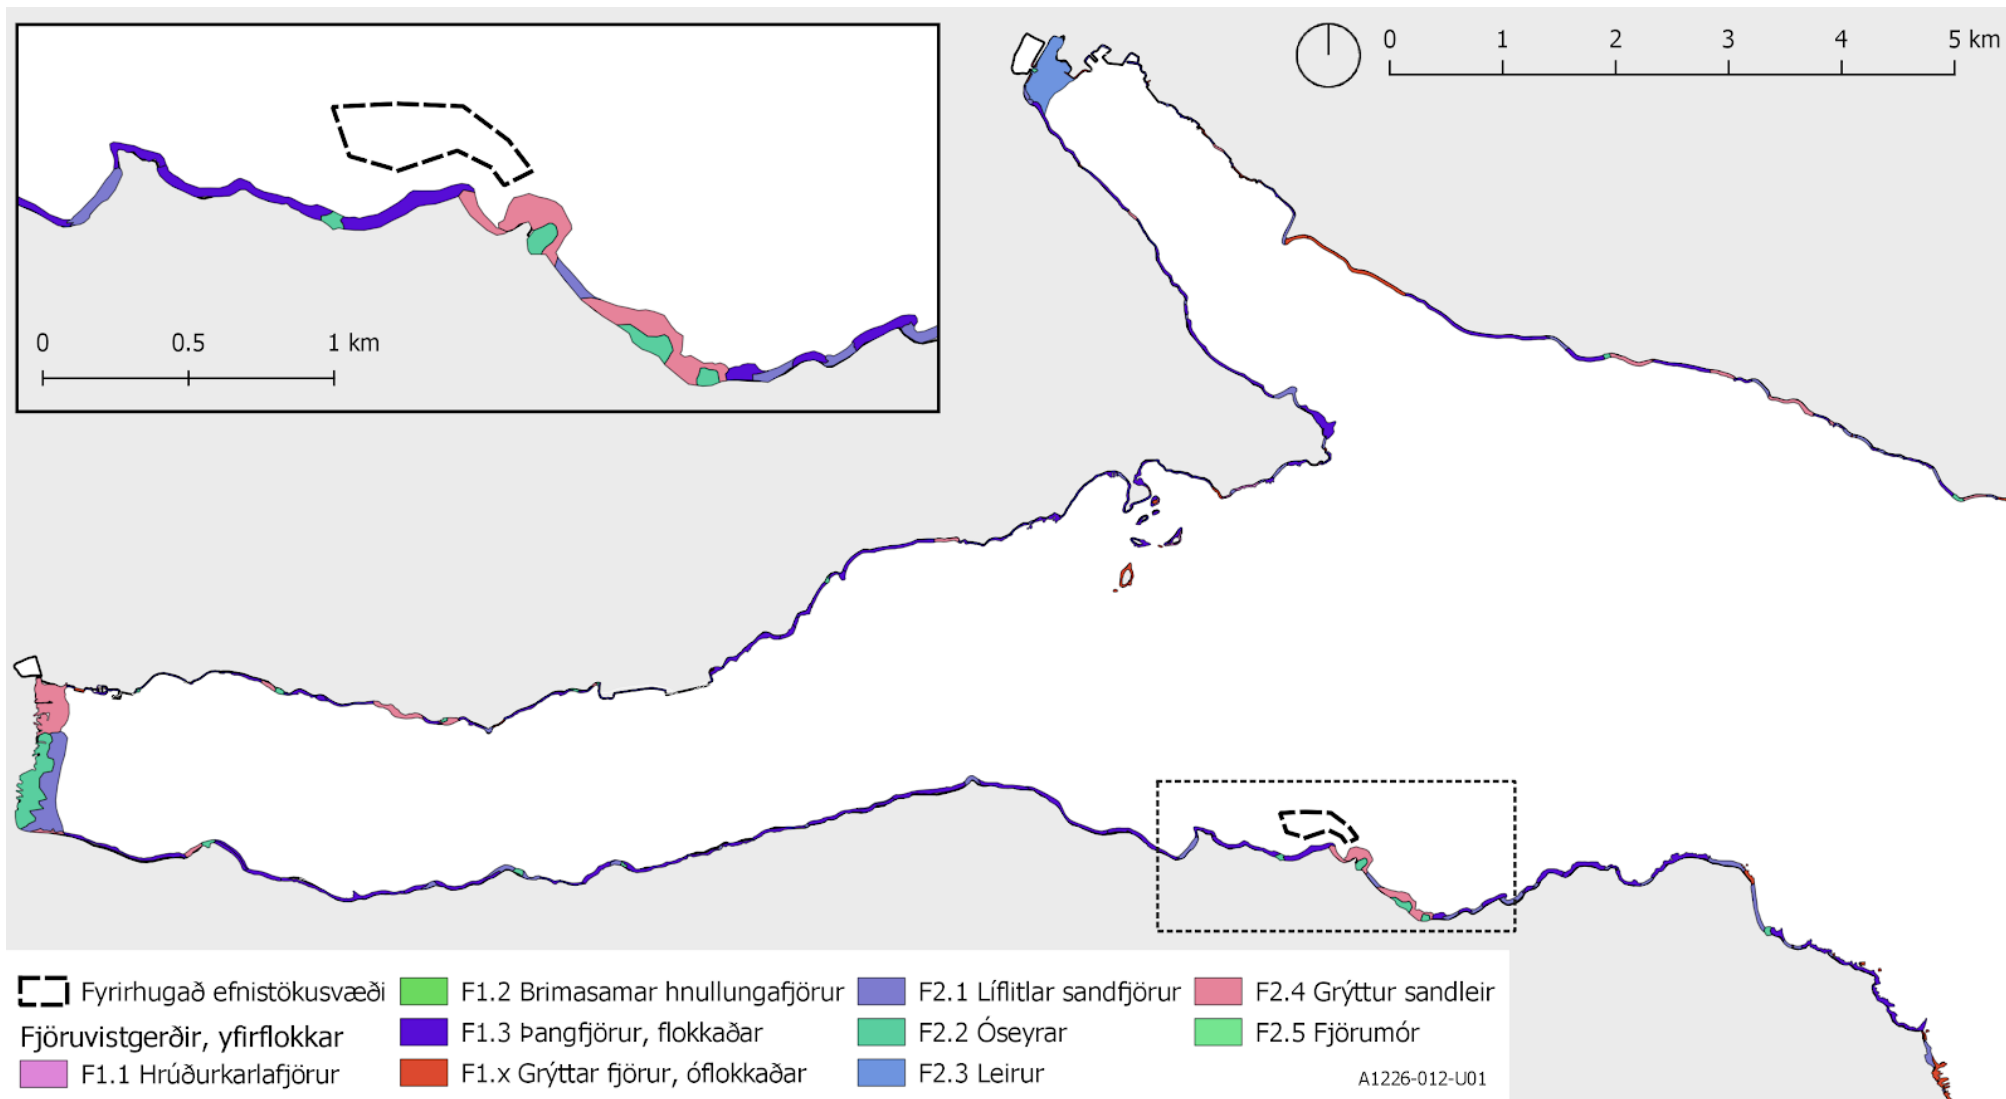 0 1 2 3 4 5 km
0 0.5 1 km
Fyrirhugað efnistökusvæði
Fjöruvistgerðir, yfirflokkar
F1.1 Hrúðurkarlafjörur
F1.2 Brimasamar hnullungafjörur
F1.3 Þangfjörur, flokkaðar
F1.x Grýttar fjörur, óflokkaðar
F2.1 Líflitlar sandfjörur
F2.2 Óseyrar
F2.3 Leirur
F2.4 Grýttur sandleir
F2.5 Fjörumór
A1226-012-U01